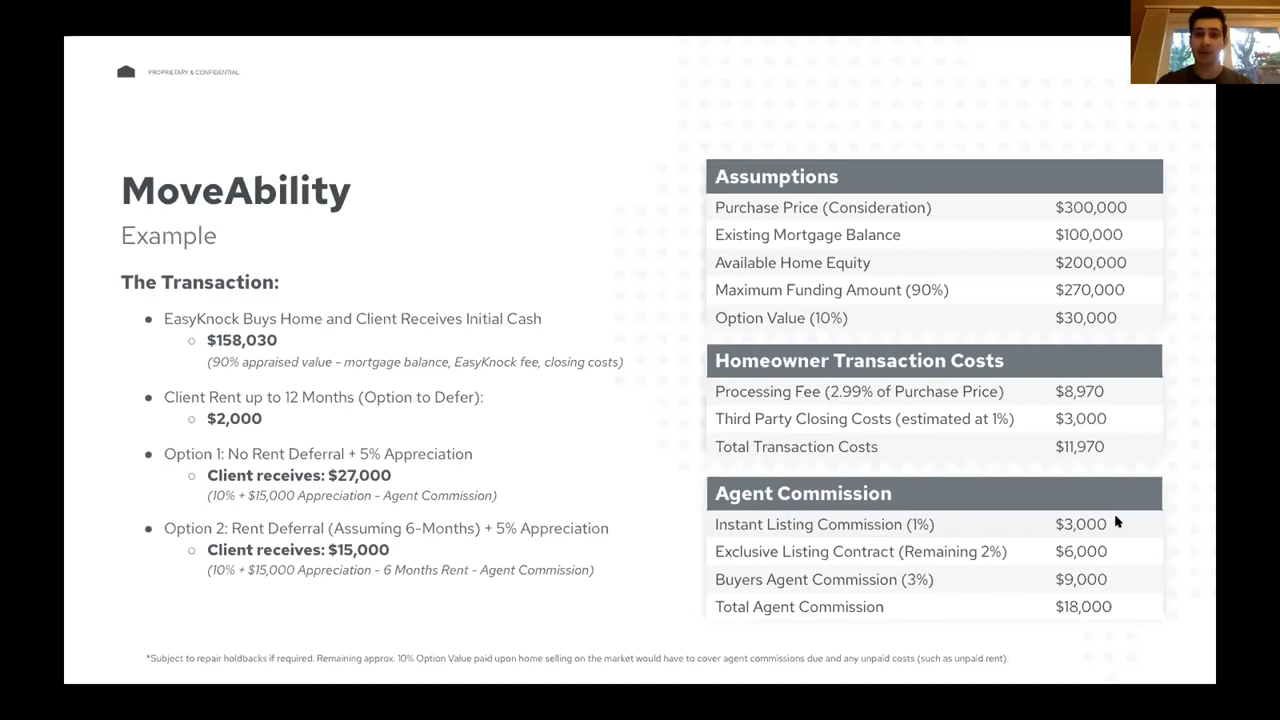 PROPRIETARY & CONFIDENTIAL
MoveAbility
Example
The Transaction:
● EasyKnock Buys Home and Client Receives Initial Cash
○ $158,030
(90% appraised value - mortgage balance, EasyKnock fee, closing costs)
● Client Rent up to 12 Months (Option to Defer):
○ $2,000
● Option 1: No Rent Deferral + 5% Appreciation
○ Client receives: $27,000
(10% + $15,000 Appreciation - Agent Commission)
● Option 2: Rent Deferral (Assuming 6-Months) + 5% Appreciation
○ Client receives: $15,000
(10% + $15,000 Appreciation - 6 Months Rent - Agent Commission)
Assumptions
Purchase Price (Consideration) $300,000
Existing Mortgage Balance $100,000
Available Home Equity $200,000
Maximum Funding Amount (90%) $270,000
Option Value (10%) $30,000
Homeowner Transaction Costs
Processing Fee (2.99% of Purchase Price) $8,970
Third Party Closing Costs (estimated at 1%) $3,000
Total Transaction Costs $11,970
Agent Commission
Instant Listing Commission (1%) $3,000
Exclusive Listing Contract (Remaining 2%) $6,000
Buyers Agent Commission (3%) $9,000
Total Agent Commission $18,000
*Subject to repair holdbacks if required. Remaining approx. 10% Option Value paid upon home selling on the market would have to cover agent commissions due and any unpaid costs (such as unpaid rent).